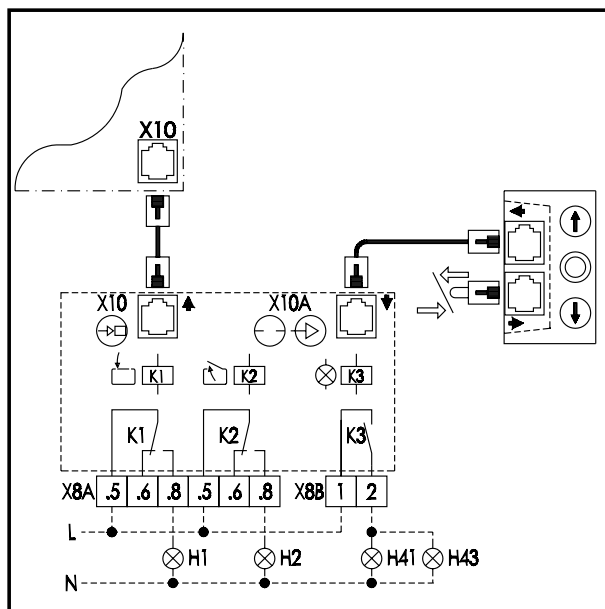 X10
X10 X10A
K1 K2 K3
K1 K2 K3
X8A .5 .6 .8 .5 .6 .8 X8B 1 2
L
H1 H2 H41 H43
N